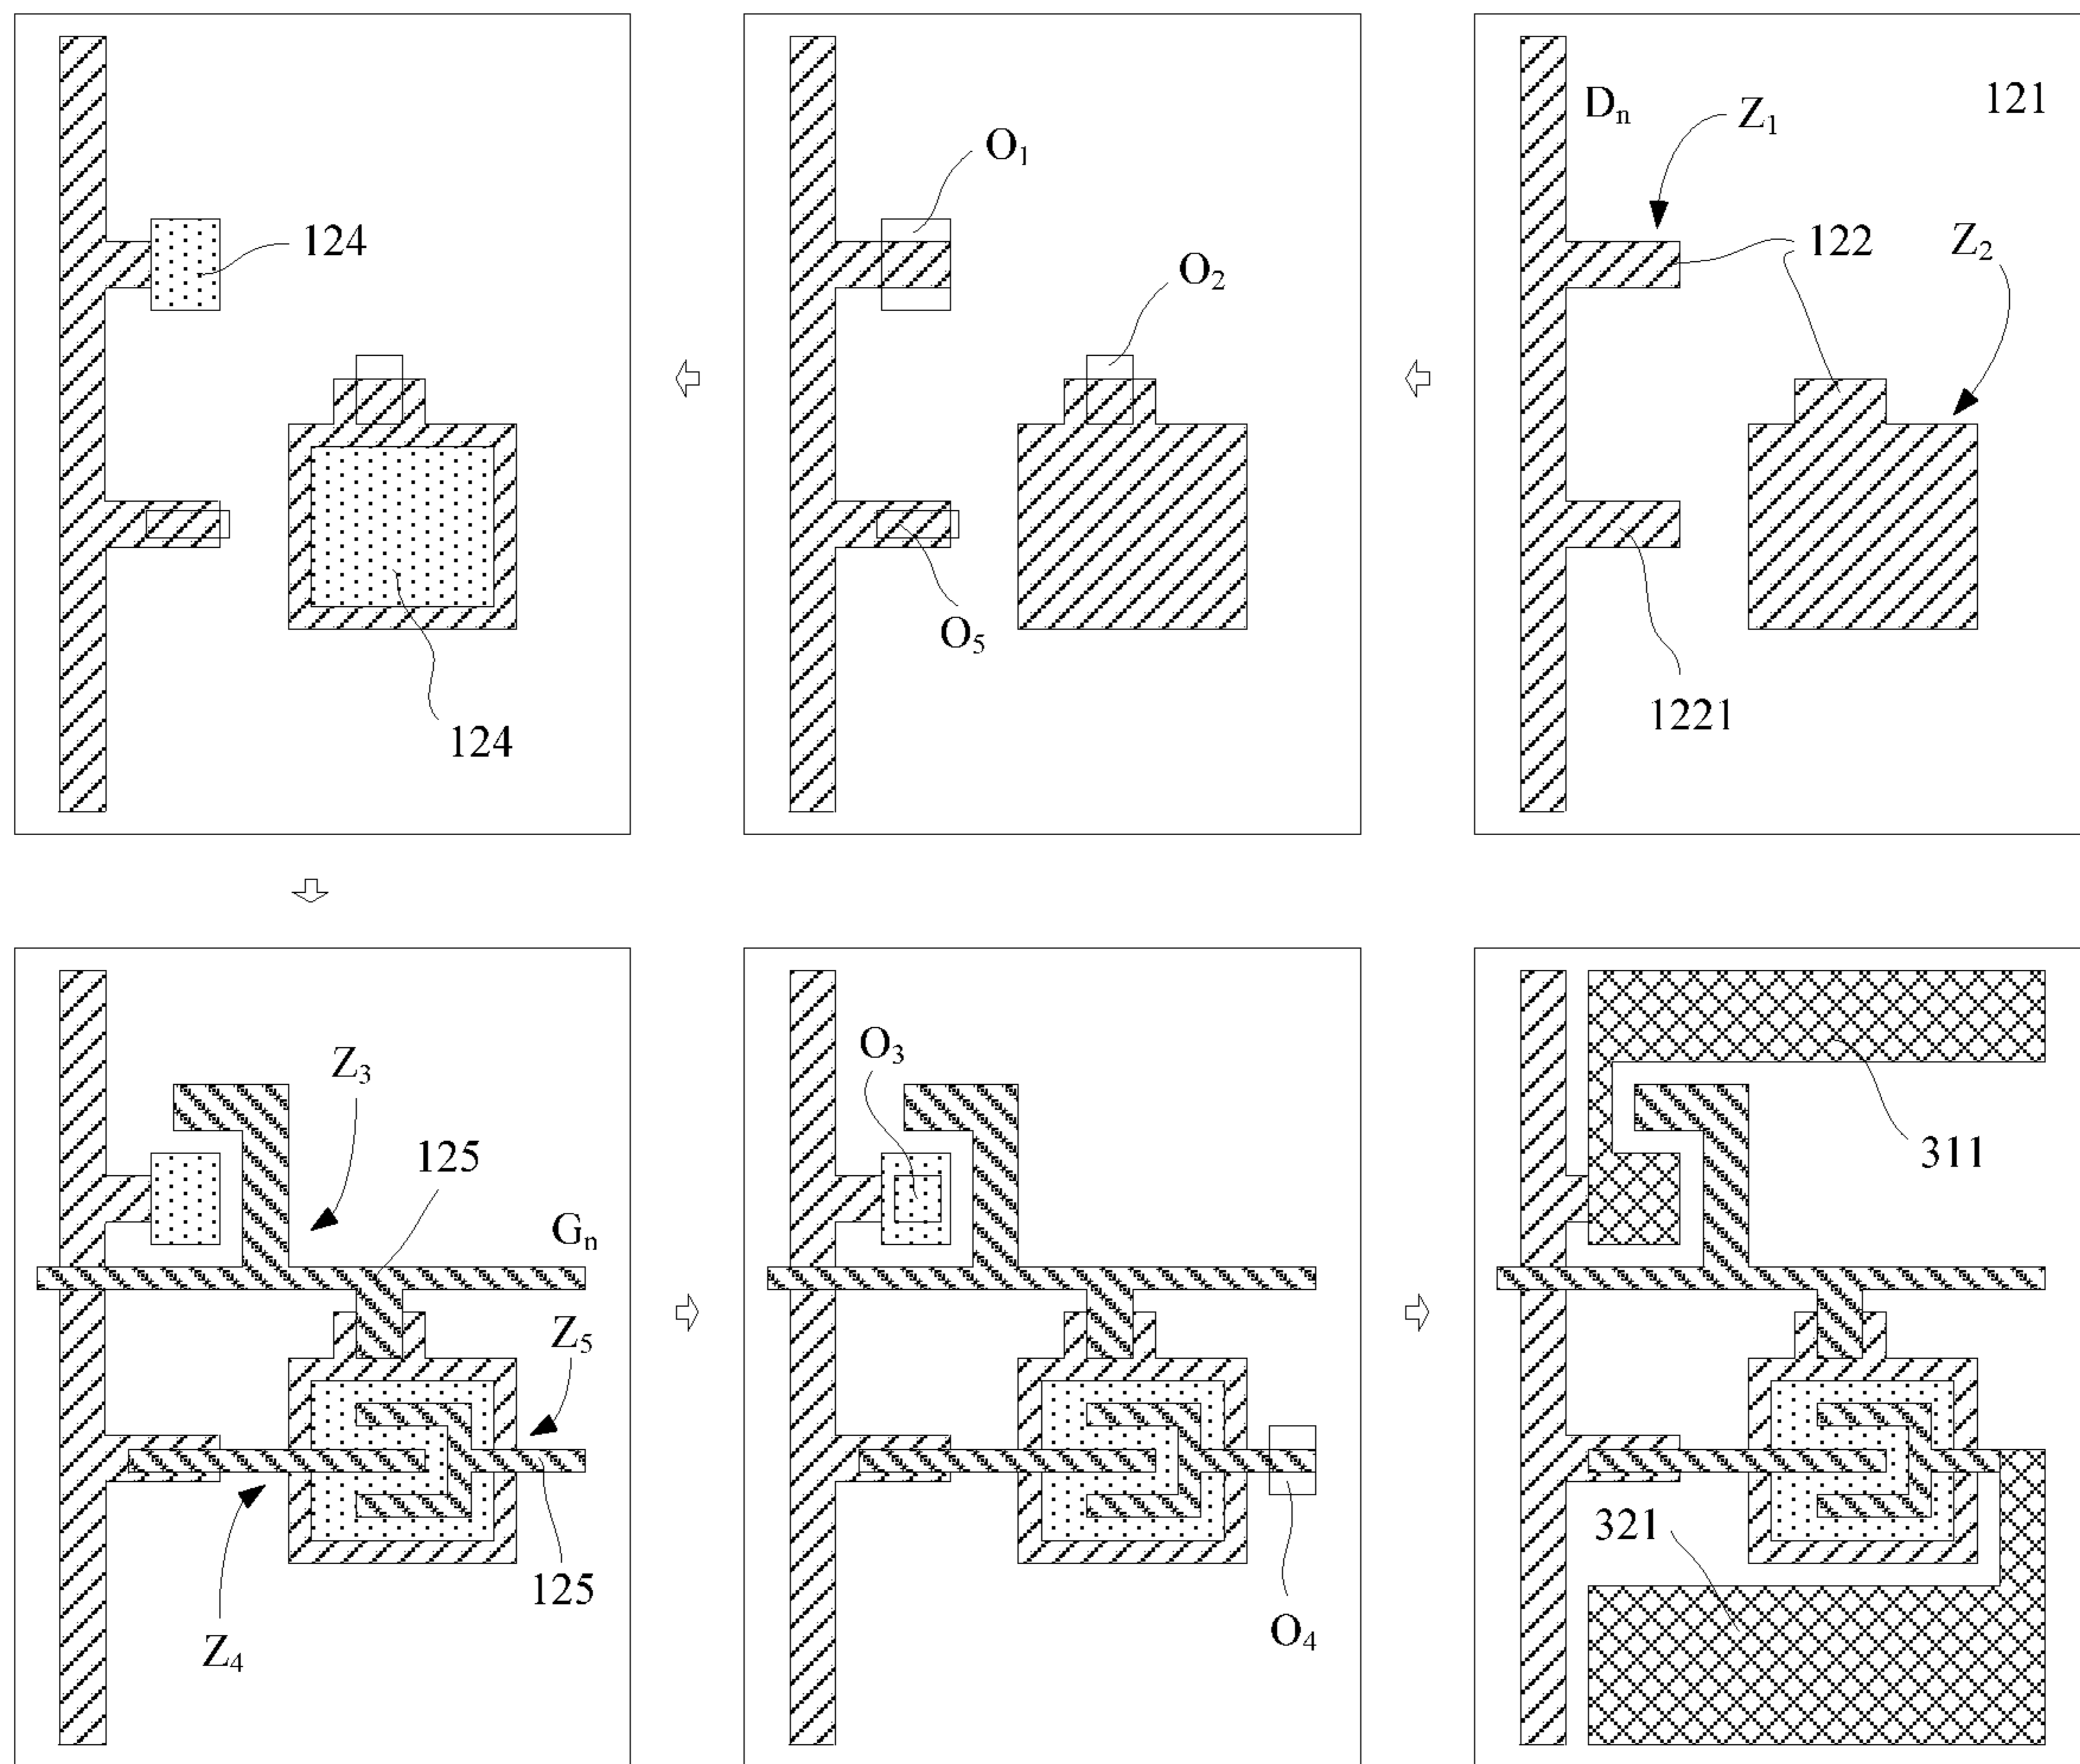 O₁
O₂
O₅
124
124
Dₙ
Z₁
121
122
Z₂
1221
Z₃
125
Gₙ
Z₅
125
Z₄
O₃
O₄
311
321